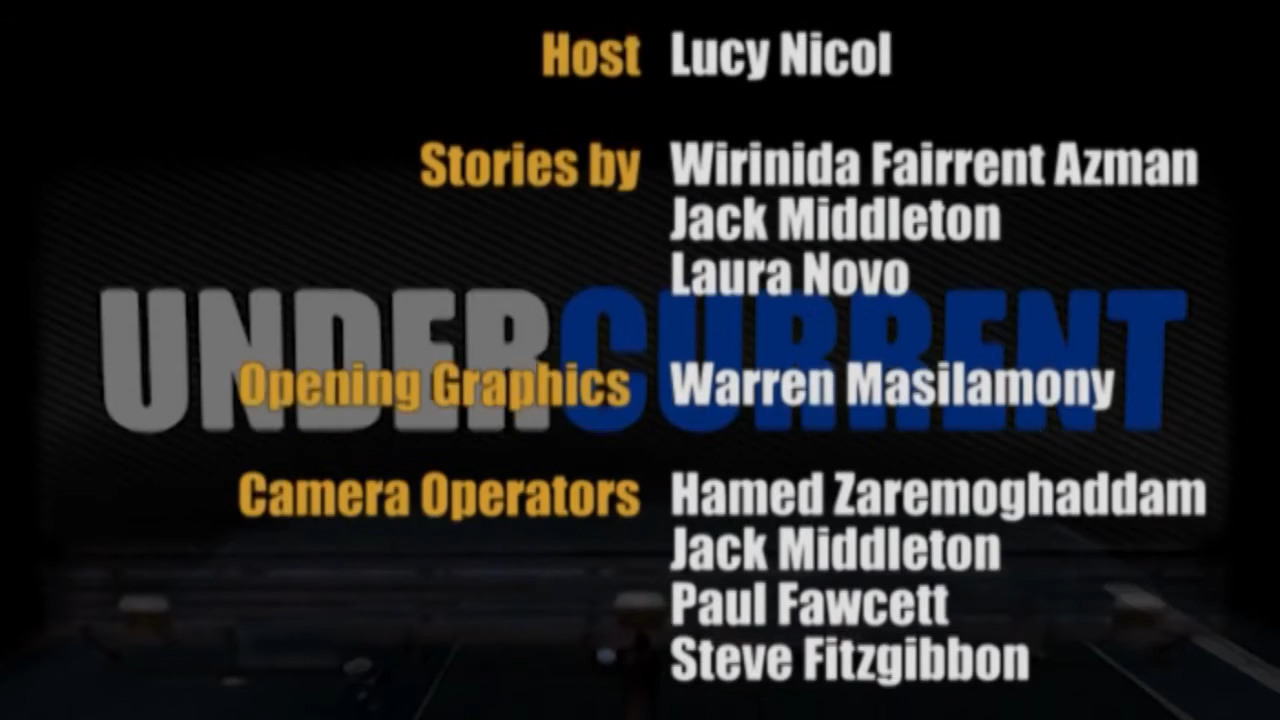 Host Lucy Nicol
Stories by Wirinida Fairrent Azman
Jack Middleton
Laura Novo
UNDERCURRENT
Opening Graphics Warren Masilamony
Camera Operators Hamed Zaremoghaddam
Jack Middleton
Paul Fawcett
Steve Fitzgibbon